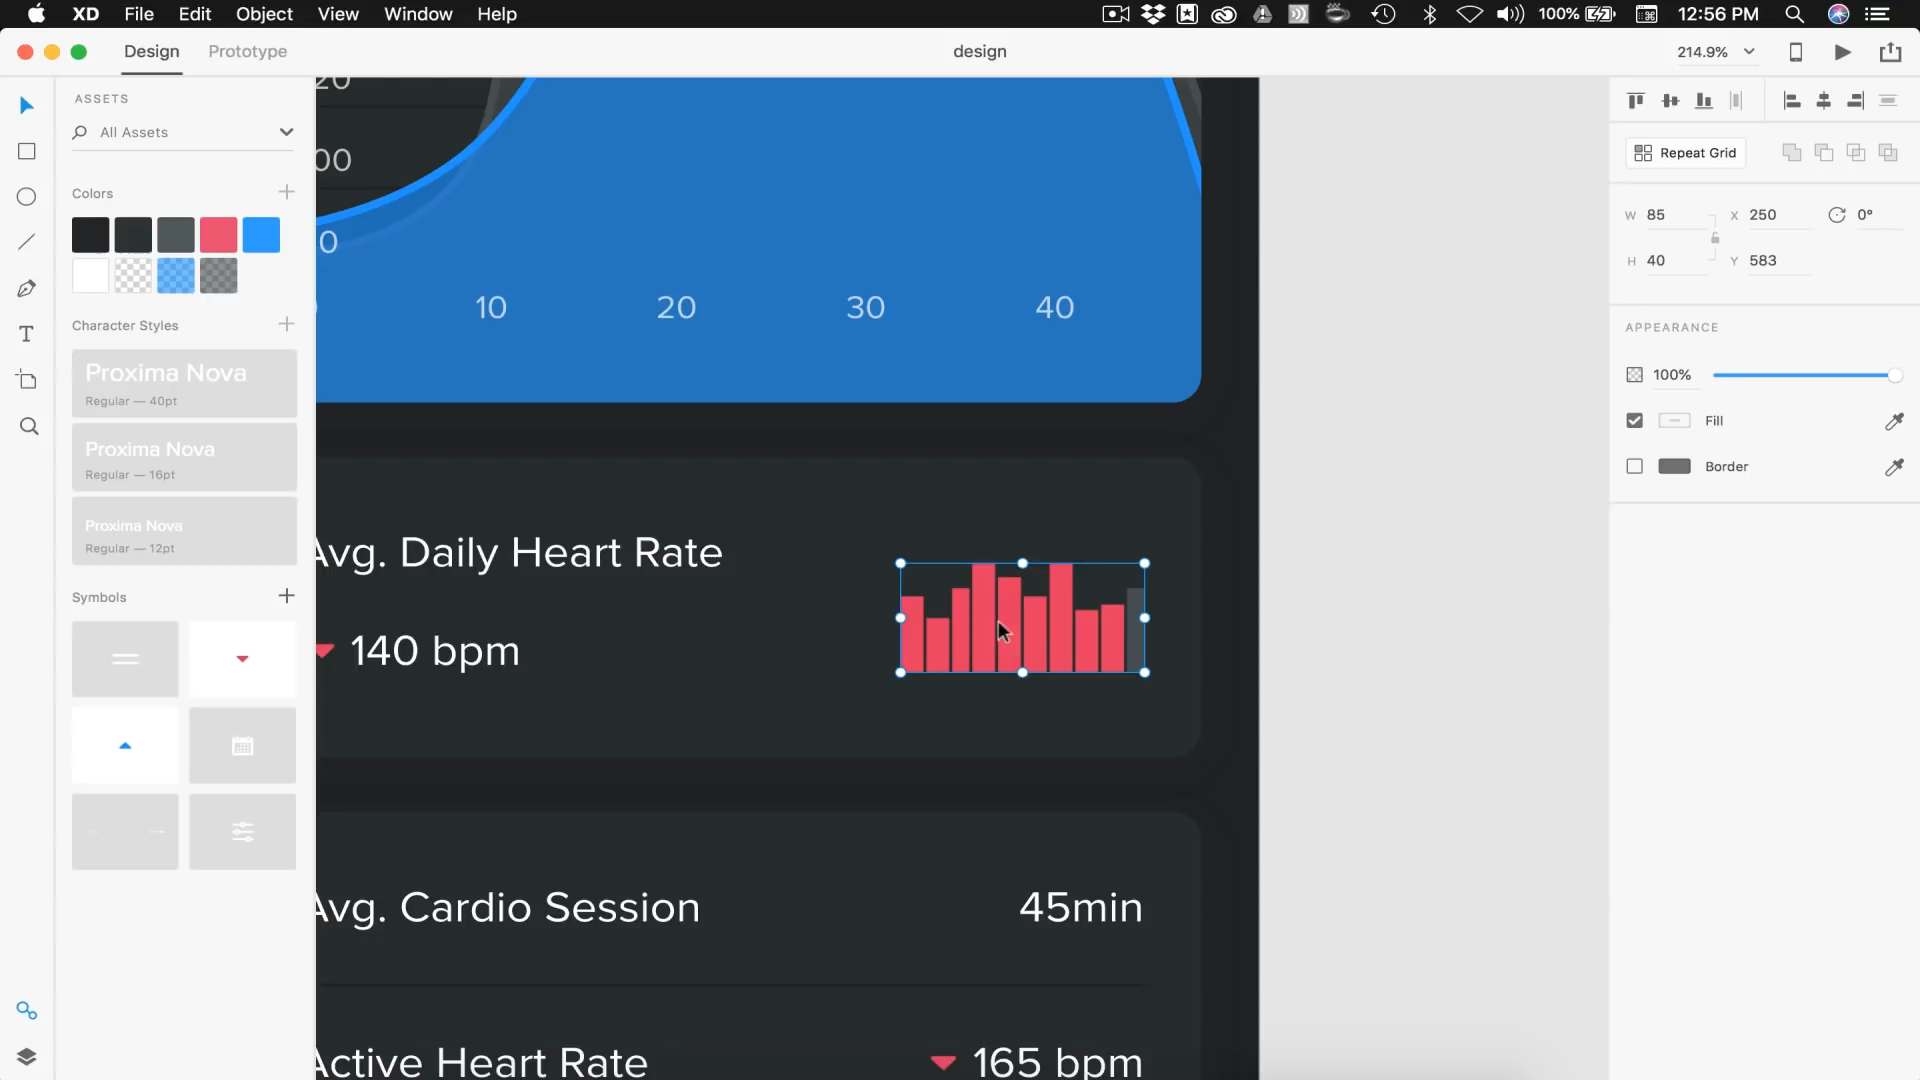 XD File Edit Object View Window Help 100% 12:56 PM
Design Prototype design 214.9%
ASSETS
All Assets
Colors
Character Styles
Proxima Nova
Regular — 40pt
Proxima Nova
Regular — 16pt
Proxima Nova
Regular — 12pt
Symbols
20
00
0
10 20 30 40
Avg. Daily Heart Rate
140 bpm
Avg. Cardio Session 45min
Active Heart Rate 165 bpm
Repeat Grid
W 85 X 250 0°
H 40 Y 583
APPEARANCE
100%
Fill
Border